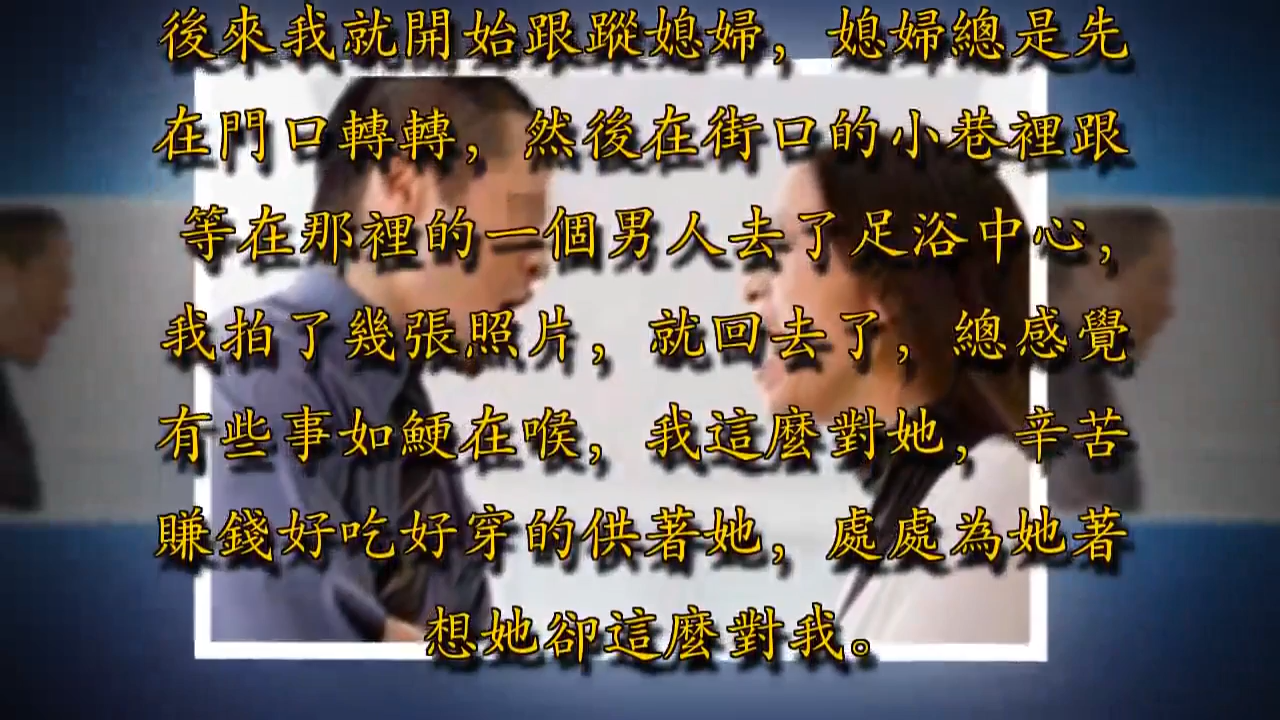 後來我就開始跟蹤媳婦，媳婦總是先
在門口轉轉，然後在街口的小巷裡跟
等在那裡的一個男人去了足浴中心，
我拍了幾張照片，就回去了，總感覺
有些事如鯁在喉，我這麼對她，辛苦
賺錢好吃好穿的供著她，處處為她著
想她卻這麼對我。